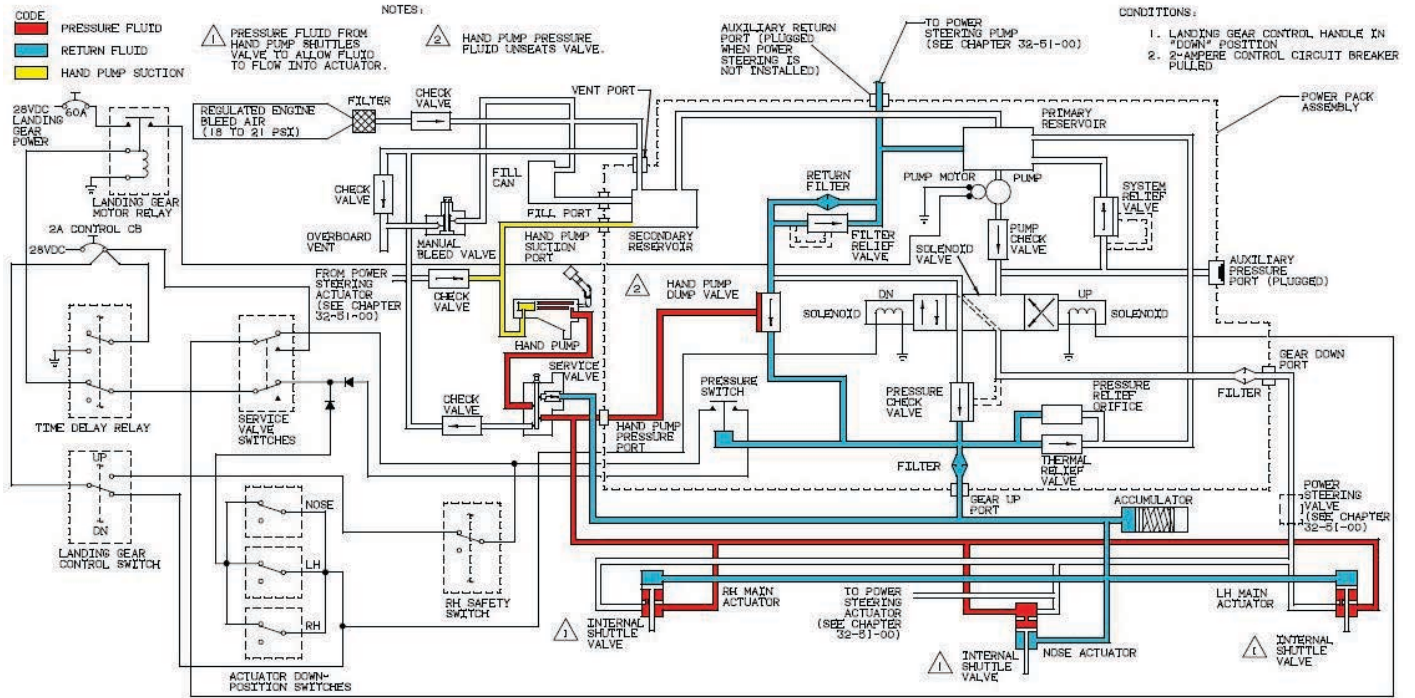 CODE
PRESSURE FLUID
RETURN FLUID
HAND PUMP SUCTION
NOTES:
1
PRESSURE FLUID FROM
HAND PUMP SHUTTLES
VALVE TO ALLOW FLUID
TO FLOW INTO ACTUATOR.
2
HAND PUMP PRESSURE
FLUID UNSEATS VALVE.
AUXILIARY RETURN
PORT (PLUGGED
WHEN POWER
STEERING IS
NOT INSTALLED)
TO POWER
STEERING PUMP
(SEE CHAPTER 32-51-00)
CONDITIONS:
1. LANDING GEAR CONTROL HANDLE IN
"DOWN" POSITION
2. 2-AMPERE CONTROL CIRCUIT BREAKER
PULLED
28VDC
LANDING
GEAR
POWER
60A
REGULATED ENGINE
BLEED AIR
(18 TO 21 PSI)
FILTER
CHECK
VALVE
VENT PORT
POWER PACK
ASSEMBLY
PRIMARY
RESERVOIR
LANDING GEAR
MOTOR RELAY
CHECK
VALVE
FILL
CAN
FILL PORT
RETURN
FILTER
PUMP MOTOR
PUMP
SYSTEM
RELIEF
VALVE
2A CONTROL CB
28VDC
OVERBOARD
VENT
MANUAL
BLEED VALVE
HAND PUMP
SUCTION
PORT
SECONDARY
RESERVOIR
FILTER
RELIEF
VALVE
SOLENOID
VALVE
PUMP
CHECK
VALVE
AUXILIARY
PRESSURE
PORT (PLUGGED)
FROM POWER
STEERING
ACTUATOR
(SEE CHAPTER
32-51-00)
CHECK
VALVE
2
HAND PUMP
DUMP VALVE
DN
SOLENOID
UP
SOLENOID
HAND PUMP
SERVICE
VALVE
GEAR DOWN
PORT
TIME DELAY RELAY
SERVICE
VALVE
SWITCHES
CHECK
VALVE
HAND PUMP
PRESSURE
PORT
PRESSURE
SWITCH
PRESSURE
CHECK
VALVE
PRESSURE
RELIEF
ORIFICE
FILTER
UP
DN
LANDING GEAR
CONTROL SWITCH
FILTER
THERMAL
RELIEF
VALVE
GEAR UP
PORT
ACCUMULATOR
POWER
STEERING
VALVE
(SEE CHAPTER
32-51-00)
NOSE
LH
RH
ACTUATOR DOWN-
POSITION SWITCHES
RH SAFETY
SWITCH
1
INTERNAL
SHUTTLE
VALVE
RH MAIN
ACTUATOR
TO POWER
STEERING
ACTUATOR
(SEE CHAPTER
32-51-00)
1
INTERNAL
SHUTTLE
VALVE
NOSE ACTUATOR
LH MAIN
ACTUATOR
1
INTERNAL
SHUTTLE
VALVE